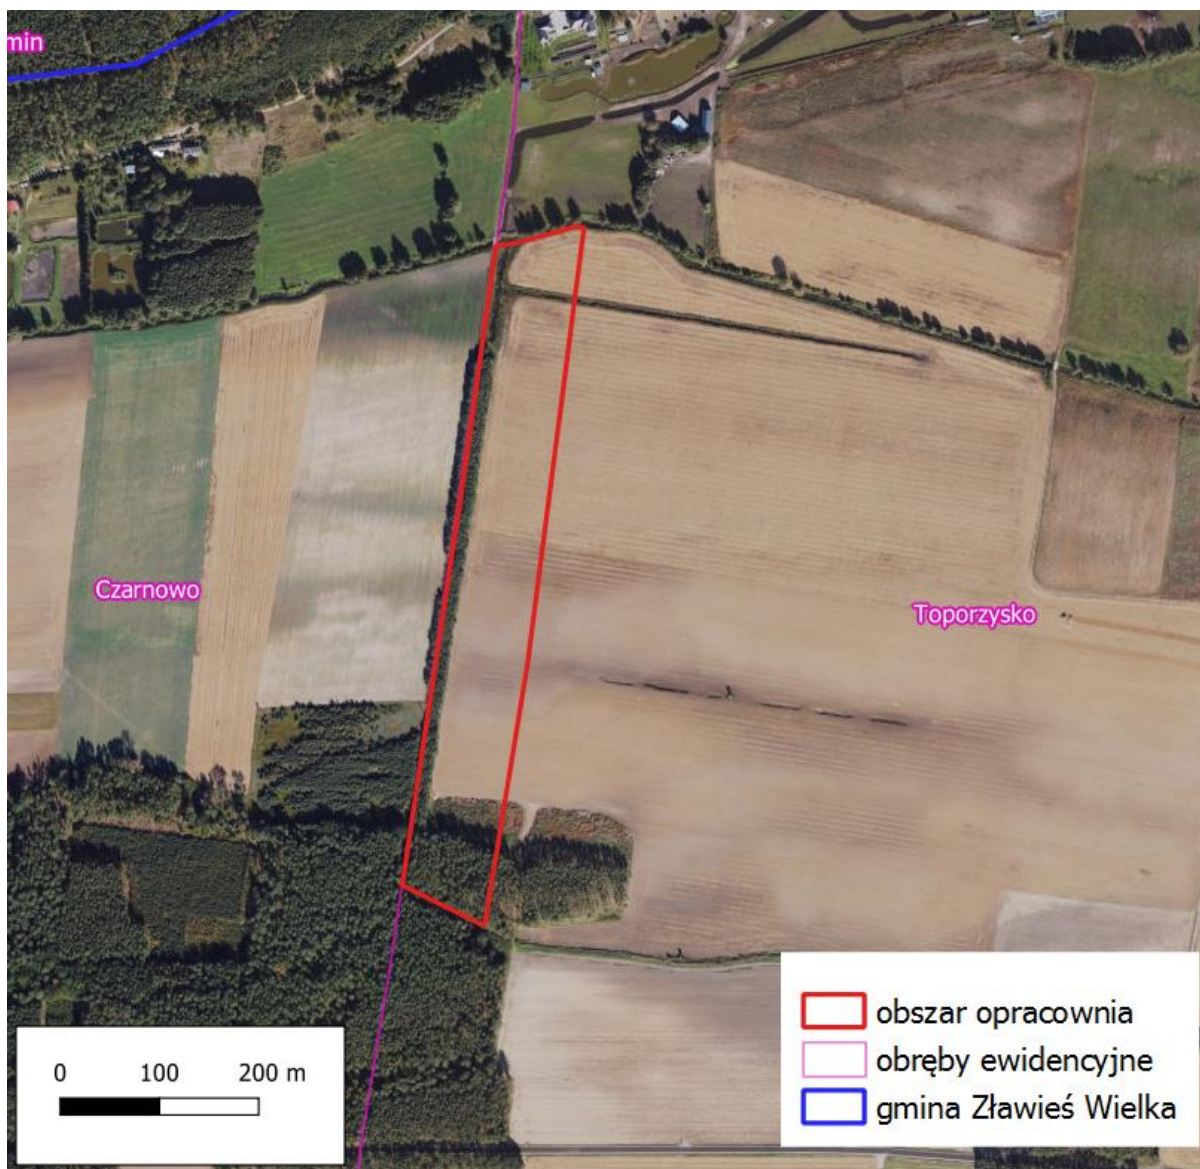 min
Czarnowo
Toporzysko
0 100 200 m
obszar opracownia
obręby ewidencyjne
gmina Zławieś Wielka